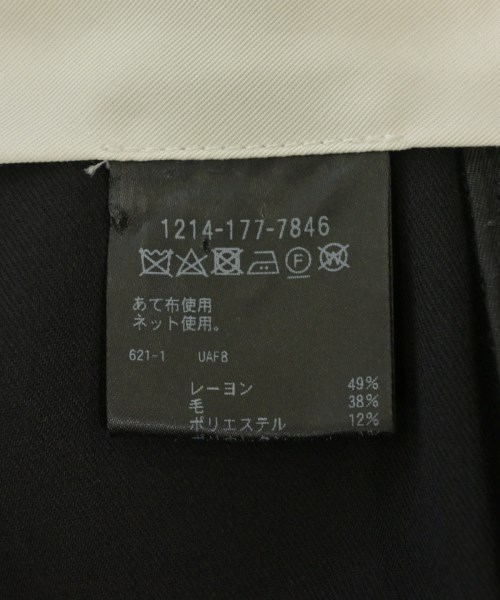 1214-177-7846
F W
あて布使用
ネット使用。
621-1 UAF8
レーヨン 49%
毛 38%
ポリエステル 12%